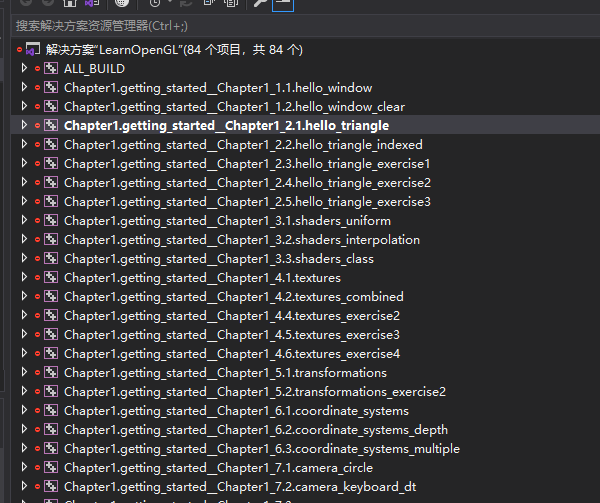 搜索解决方案资源管理器(Ctrl+;)
解决方案"LearnOpenGL"(84 个项目，共 84 个)
ALL_BUILD
Chapter1.getting_started__Chapter1_1.1.hello_window
Chapter1.getting_started__Chapter1_1.2.hello_window_clear
Chapter1.getting_started__Chapter1_2.1.hello_triangle
Chapter1.getting_started__Chapter1_2.2.hello_triangle_indexed
Chapter1.getting_started__Chapter1_2.3.hello_triangle_exercise1
Chapter1.getting_started__Chapter1_2.4.hello_triangle_exercise2
Chapter1.getting_started__Chapter1_2.5.hello_triangle_exercise3
Chapter1.getting_started__Chapter1_3.1.shaders_uniform
Chapter1.getting_started__Chapter1_3.2.shaders_interpolation
Chapter1.getting_started__Chapter1_3.3.shaders_class
Chapter1.getting_started__Chapter1_4.1.textures
Chapter1.getting_started__Chapter1_4.2.textures_combined
Chapter1.getting_started__Chapter1_4.4.textures_exercise2
Chapter1.getting_started__Chapter1_4.5.textures_exercise3
Chapter1.getting_started__Chapter1_4.6.textures_exercise4
Chapter1.getting_started__Chapter1_5.1.transformations
Chapter1.getting_started__Chapter1_5.2.transformations_exercise2
Chapter1.getting_started__Chapter1_6.1.coordinate_systems
Chapter1.getting_started__Chapter1_6.2.coordinate_systems_depth
Chapter1.getting_started__Chapter1_6.3.coordinate_systems_multiple
Chapter1.getting_started__Chapter1_7.1.camera_circle
Chapter1.getting_started__Chapter1_7.2.camera_keyboard_dt